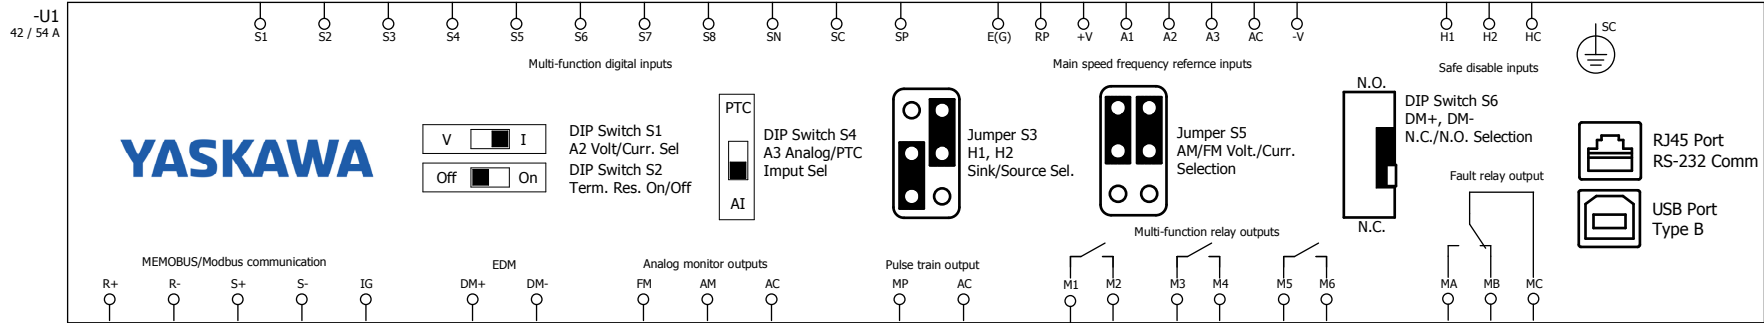 -U1
42 / 54 A
S1 S2 S3 S4 S5 S6 S7 S8 SN SC SP E(G) RP +V A1 A2 A3 AC -V H1 H2 HC SC
Multi-function digital inputs
Main speed frequency refernce inputs
Safe disable inputs
YASKAWA
V I
DIP Switch S1
A2 Volt/Curr. Sel
Off On
DIP Switch S2
Term. Res. On/Off
PTC
AI
DIP Switch S4
A3 Analog/PTC
Imput Sel
Jumper S3
H1, H2
Sink/Source Sel.
Jumper S5
AM/FM Volt./Curr.
Selection
N.O.
N.C.
DIP Switch S6
DM+, DM-
N.C./N.O. Selection
RJ45 Port
RS-232 Comm
USB Port
Type B
MEMOBUS/Modbus communication
EDM
Analog monitor outputs
Pulse train output
Multi-function relay outputs
Fault relay output
R+ R- S+ S- IG DM+ DM- FM AM AC MP AC M1 M2 M3 M4 M5 M6 MA MB MC